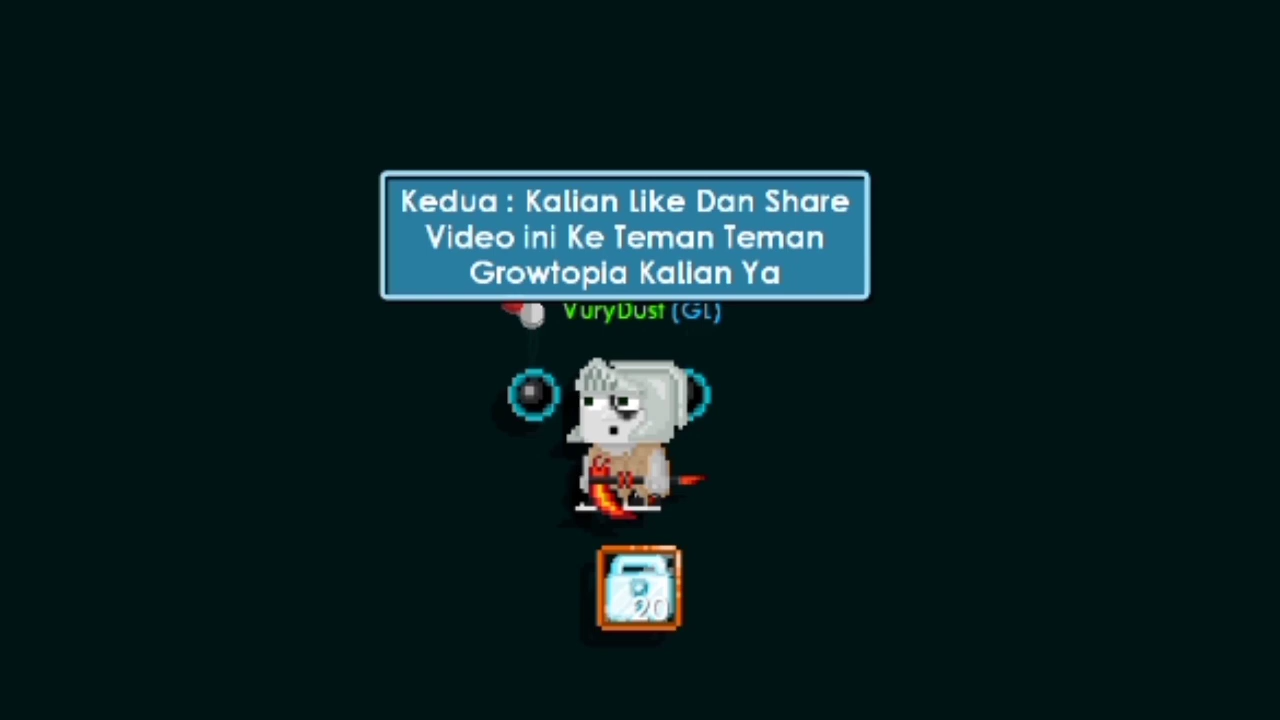 Kedua : Kalian Like Dan Share
Video ini Ke Teman Teman
Growtopia Kalian Ya
VuryDust (GL)
20